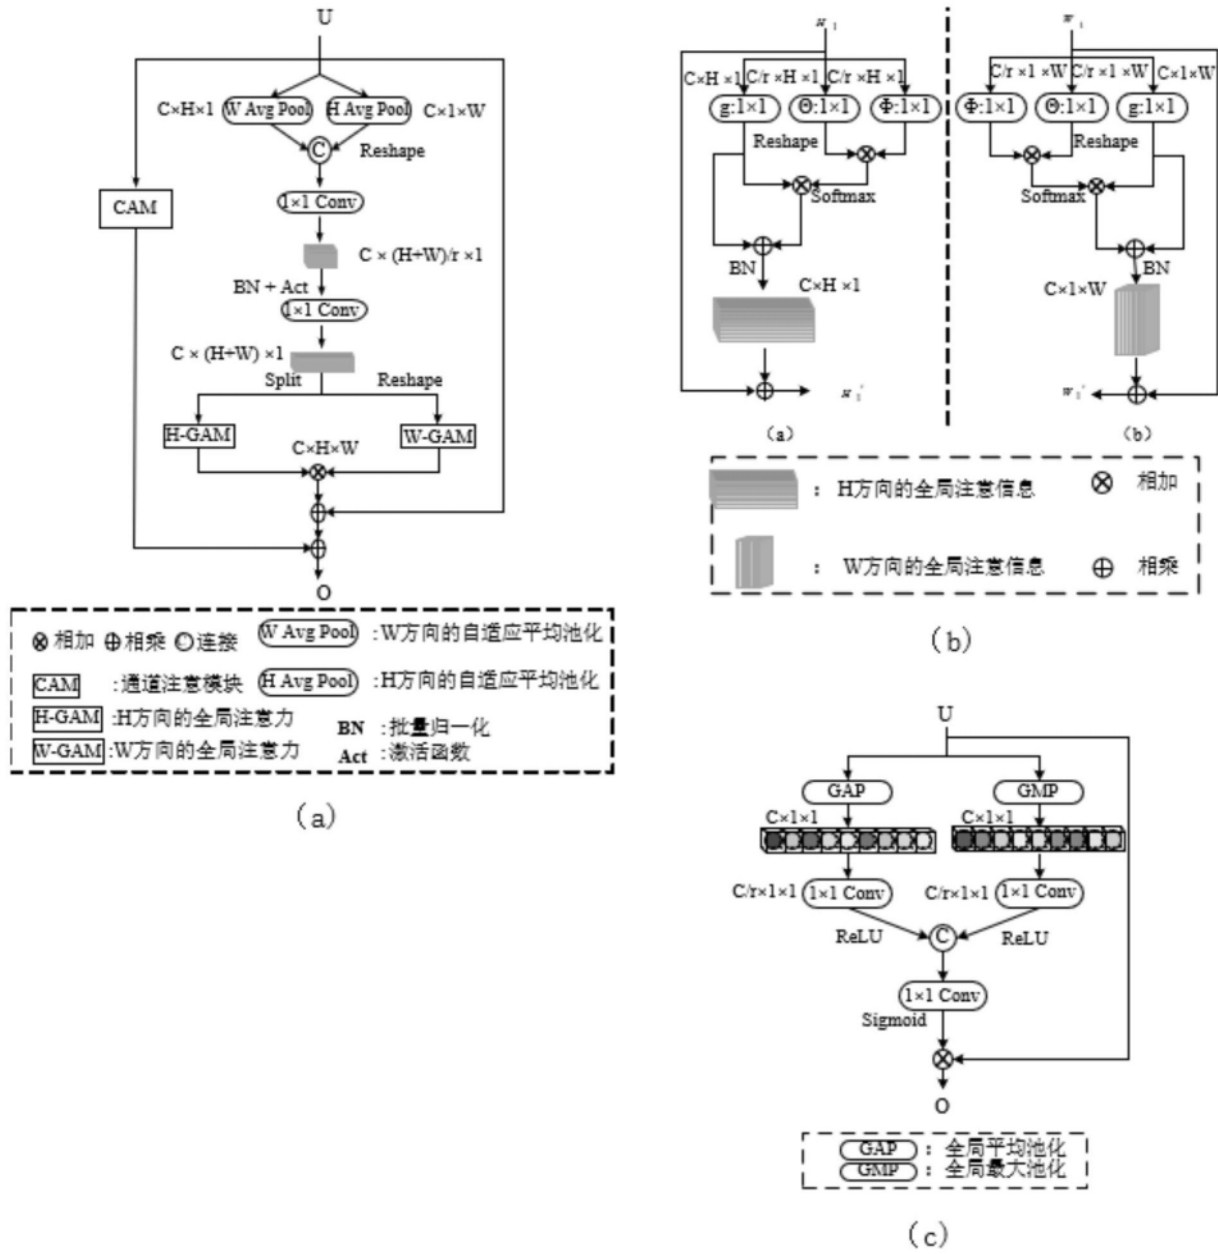 U
C×H×1
W Avg Pool
H Avg Pool
C×1×W
C
Reshape
1×1 Conv
CAM
C × (H+W)/r ×1
BN + Act
1×1 Conv
C × (H+W) ×1
Split
Reshape
H-GAM
C×H×W
W-GAM
O
相加 相乘 C连接
W Avg Pool :W方向的自适应平均池化
CAM :通道注意模块
H Avg Pool :H方向的自适应平均池化
H-GAM :H方向的全局注意力
BN :批量归一化
W-GAM :W方向的全局注意力
Act :激活函数
(a)
C×H ×1
C/r ×H ×1
C/r ×H ×1
g:1×1
Θ:1×1
Φ:1×1
Reshape
Softmax
BN
C×H ×1
(a)
w₁
C/r ×1 ×W
C/r ×1 ×W
C×1×W
Φ:1×1
Θ:1×1
g:1×1
Reshape
Softmax
BN
C×1×W
w₁'
(b)
: H方向的全局注意信息
相加
: W方向的全局注意信息
相乘
(b)
U
GAP
GMP
C×1×1
C×1×1
C/r×1×1
1×1 Conv
C/r×1×1
1×1 Conv
ReLU
C
ReLU
1×1 Conv
Sigmoid
O
GAP : 全局平均池化
GMP : 全局最大池化
(c)